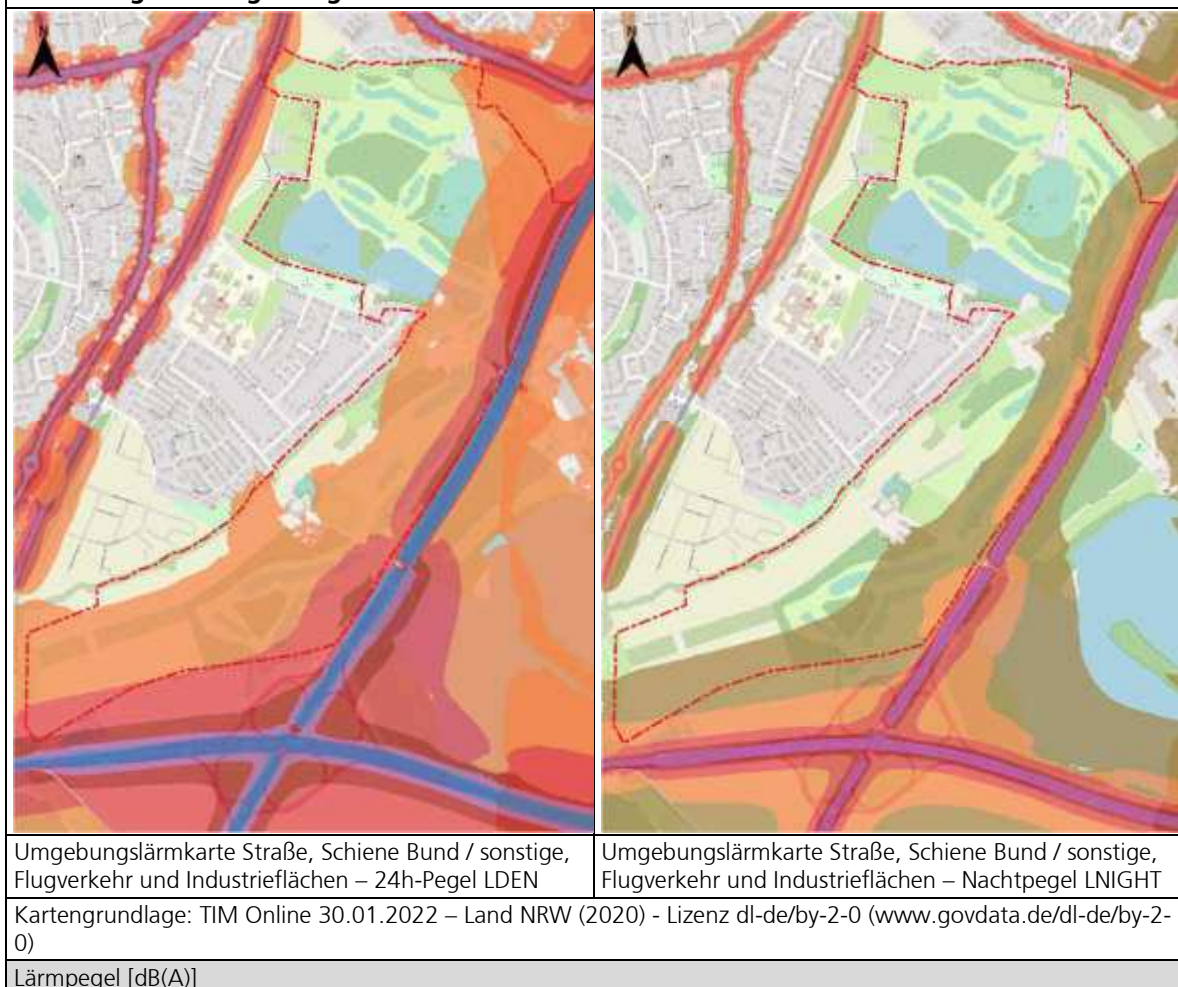 Umgebungslärmkarte Straße, Schiene Bund / sonstige,
Flugverkehr und Industrieflächen – 24h-Pegel LDEN
Umgebungslärmkarte Straße, Schiene Bund / sonstige,
Flugverkehr und Industrieflächen – Nachtpegel LNIGHT
Kartengrundlage: TIM Online 30.01.2022 – Land NRW (2020) - Lizenz dl-de/by-2-0 (www.govdata.de/dl-de/by-2-
0)
Lärmpegel [dB(A)]